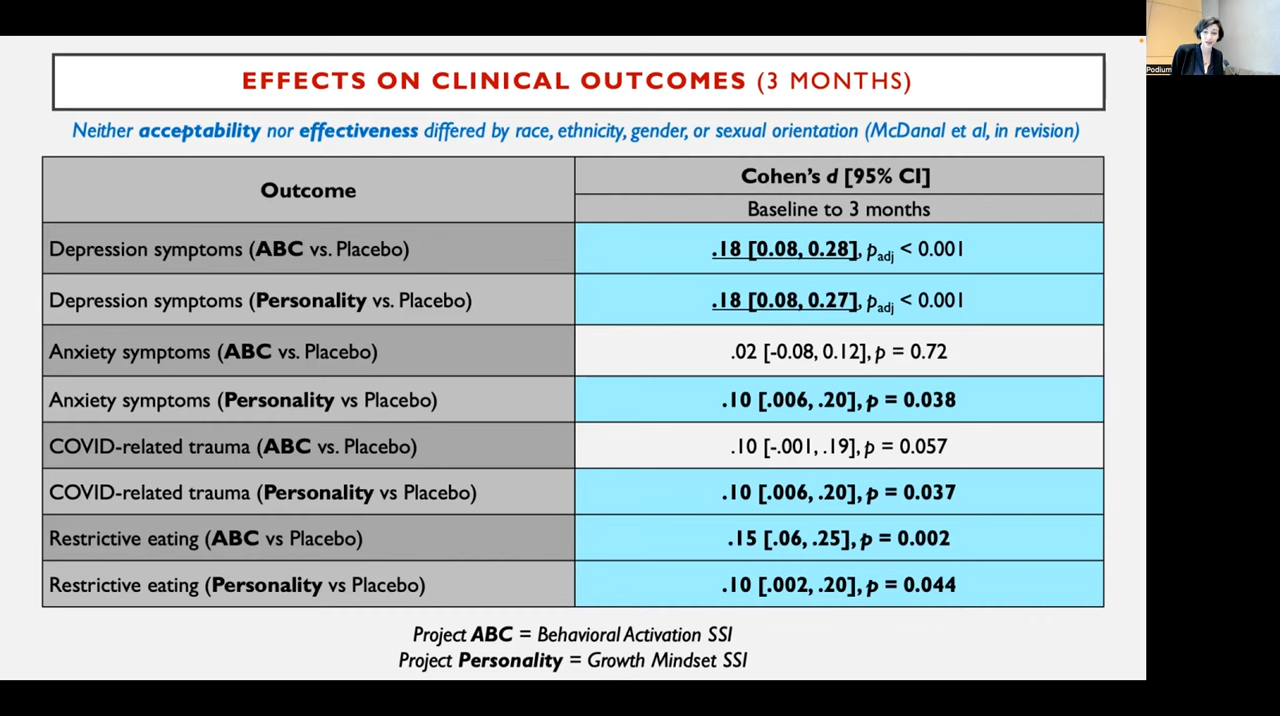 EFFECTS ON CLINICAL OUTCOMES (3 MONTHS)
Neither acceptability nor effectiveness differed by race, ethnicity, gender, or sexual orientation (McDanal et al, in revision)
Outcome
Cohen's d [95% CI]
Baseline to 3 months
Depression symptoms (ABC vs. Placebo)
.18 [0.08, 0.28], padj < 0.001
Depression symptoms (Personality vs. Placebo)
.18 [0.08, 0.27], padj < 0.001
Anxiety symptoms (ABC vs. Placebo)
.02 [-0.08, 0.12], p = 0.72
Anxiety symptoms (Personality vs Placebo)
.10 [.006, .20], p = 0.038
COVID-related trauma (ABC vs. Placebo)
.10 [-.001, .19], p = 0.057
COVID-related trauma (Personality vs Placebo)
.10 [.006, .20], p = 0.037
Restrictive eating (ABC vs Placebo)
.15 [.06, .25], p = 0.002
Restrictive eating (Personality vs Placebo)
.10 [.002, .20], p = 0.044
Project ABC = Behavioral Activation SSI
Project Personality = Growth Mindset SSI
Podium